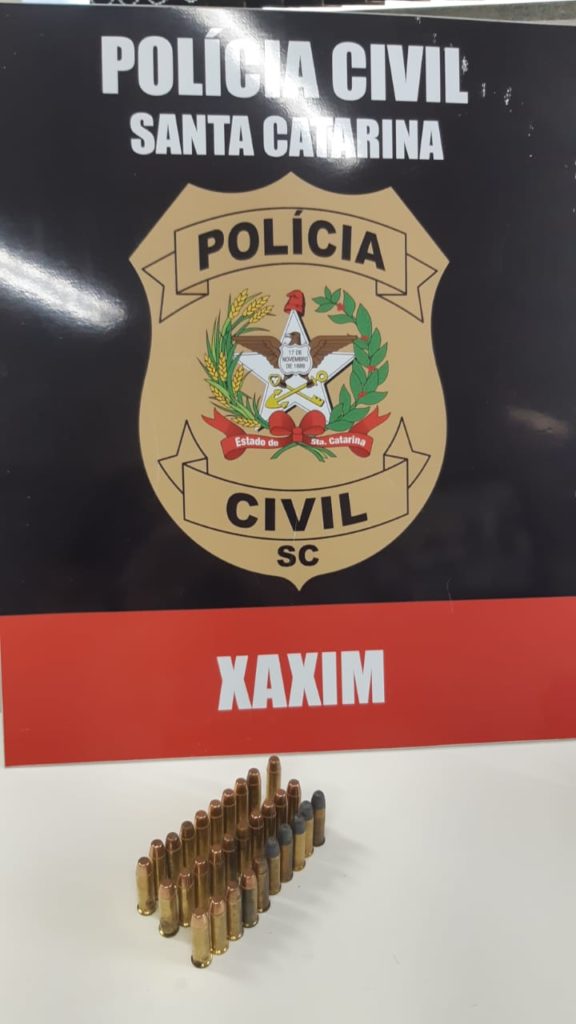 POLÍCIA CIVIL
SANTA CATARINA
POLÍCIA
17 DE
NOVEMBRO
DE 1889
Estado de Sta. Catarina
CIVIL
SC
XAXIM